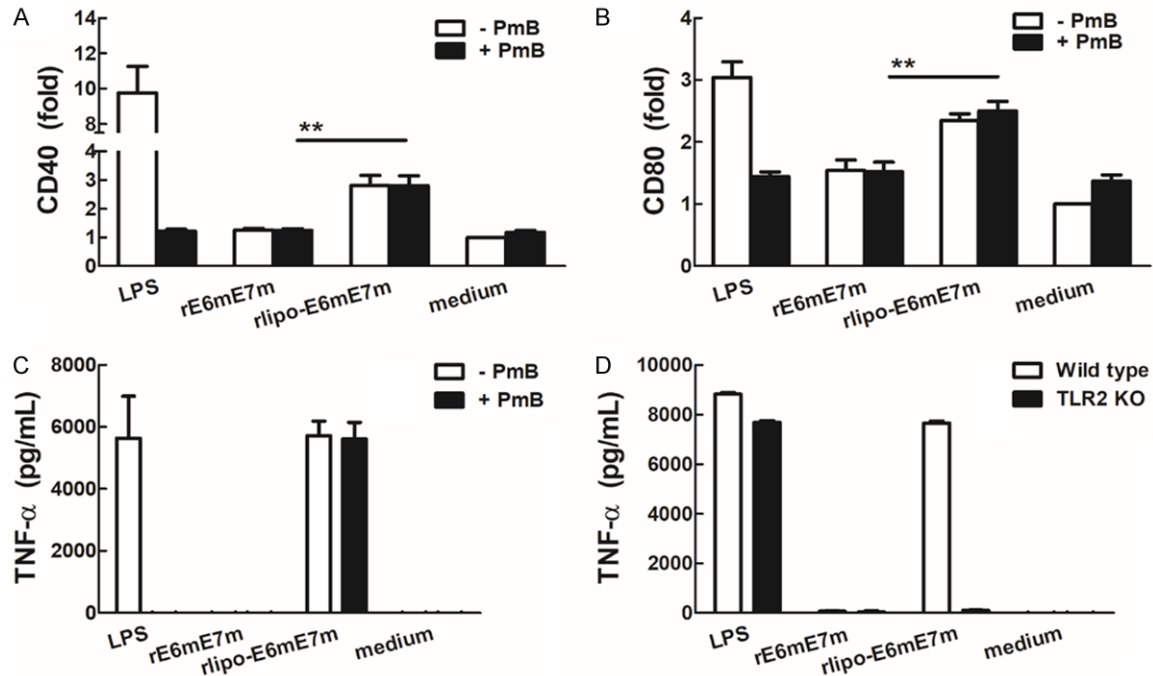 A
CD40 (fold)
14
12
10
8
4
3
2
1
0
- PmB
+ PmB
**
LPS
rE6mE7m
rlipo-E6mE7m
medium
B
CD80 (fold)
4
3
2
1
0
- PmB
+ PmB
**
LPS
rE6mE7m
rlipo-E6mE7m
medium
C
TNF-α (pg/mL)
8000
6000
4000
2000
0
- PmB
+ PmB
LPS
rE6mE7m
rlipo-E6mE7m
medium
D
TNF-α (pg/mL)
10000
8000
6000
4000
2000
0
Wild type
TLR2 KO
LPS
rE6mE7m
rlipo-E6mE7m
medium